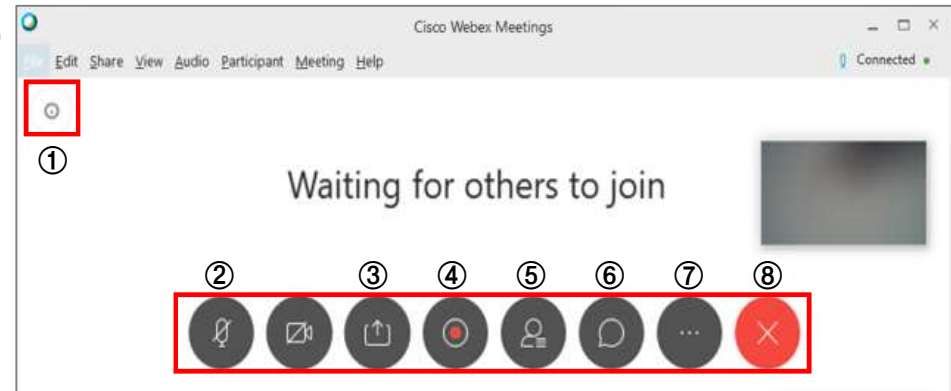 Cisco Webex Meetings
File Edit Share View Audio Participant Meeting Help
Connected
①
Waiting for others to join
② ③ ④ ⑤ ⑥ ⑦ ⑧